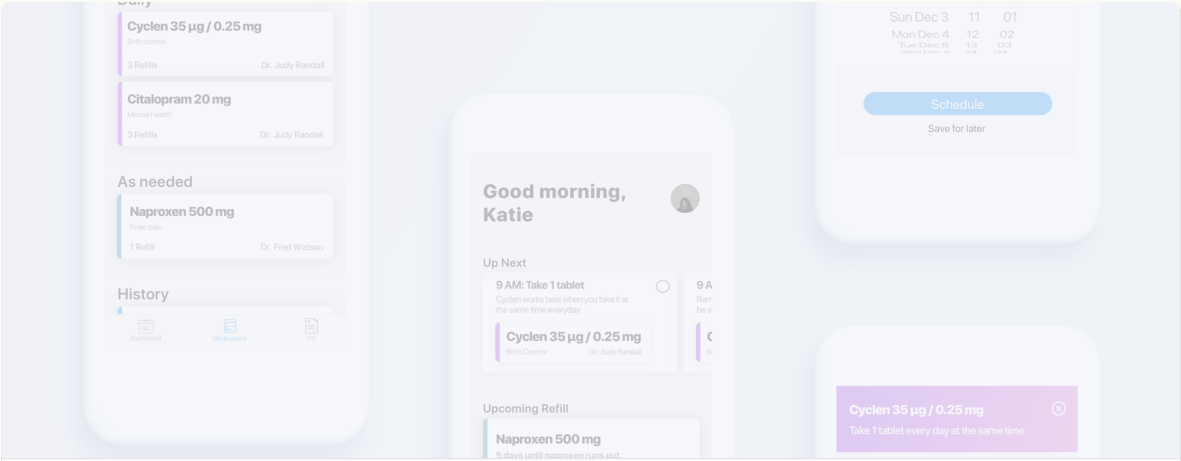 Daily
Cyclen 35 µg / 0.25 mg
Birth control
3 Refills
Dr. Judy Randall
Citalopram 20 mg
Mental health
3 Refills
Dr. Judy Randall
As needed
Naproxen 500 mg
Knee pain
1 Refill
Dr. Fred Watson
History
Dashboard
Medications
Fill
Good morning,
Katie
Up Next
9 AM: Take 1 tablet
Cyclen works best when you take it at
the same time everyday.
Cyclen 35 µg / 0.25 mg
Birth Control
Dr. Judy Randall
9 A
Rem
be s
C
B
Upcoming Refill
Naproxen 500 mg
5 days until naproxen runs out.
Sun Dec 3 11 01
Mon Dec 4 12 02
Tue Dec 5 13 03
Schedule
Save for later
Cyclen 35 µg / 0.25 mg
Take 1 tablet every day at the same time